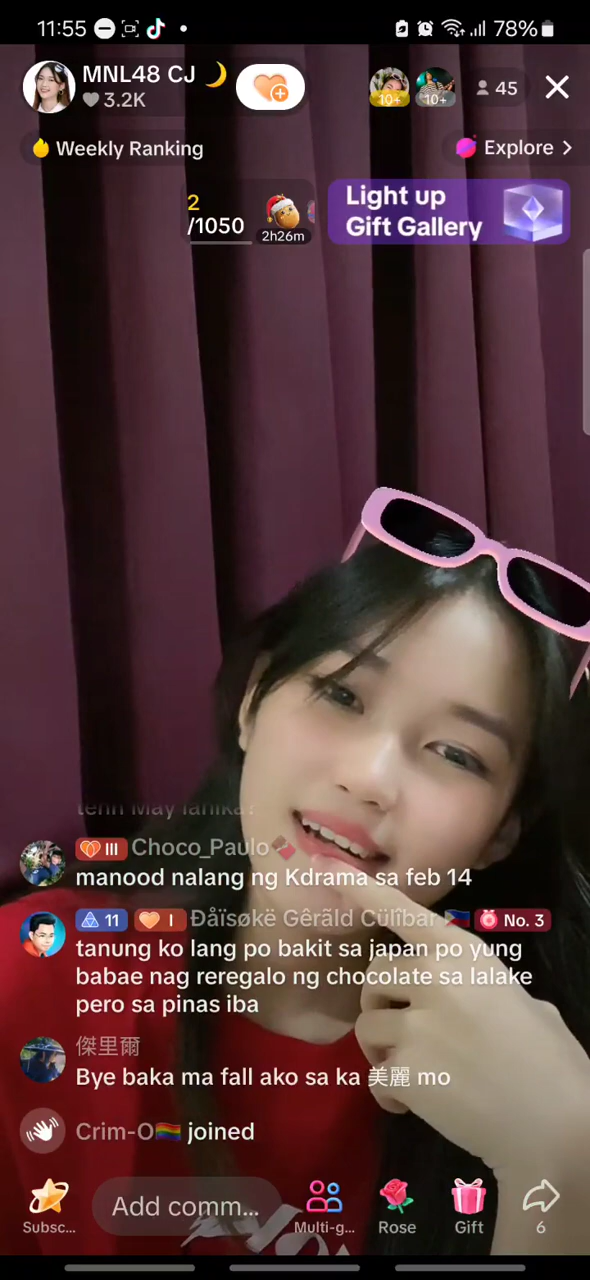 11:55
78%
MNL48 CJ 🌙
3.2K
10+
10+
45
Weekly Ranking
Explore >
2
/1050
2h26m
Light up
Gift Gallery
III Choco_Paulo🍫
manood nalang ng Kdrama sa feb 14
11 I Dåïsøkë Gêrãld Cülîbar 🇵🇭 No. 3
tanung ko lang po bakit sa japan po yung
babae nag reregalo ng chocolate sa lalake
pero sa pinas iba
傑里爾
Bye baka ma fall ako sa ka 美麗 mo
Crim-O🏳️‍🌈 joined
Subsc...
Add comm...
Multi-g...
Rose
Gift
6